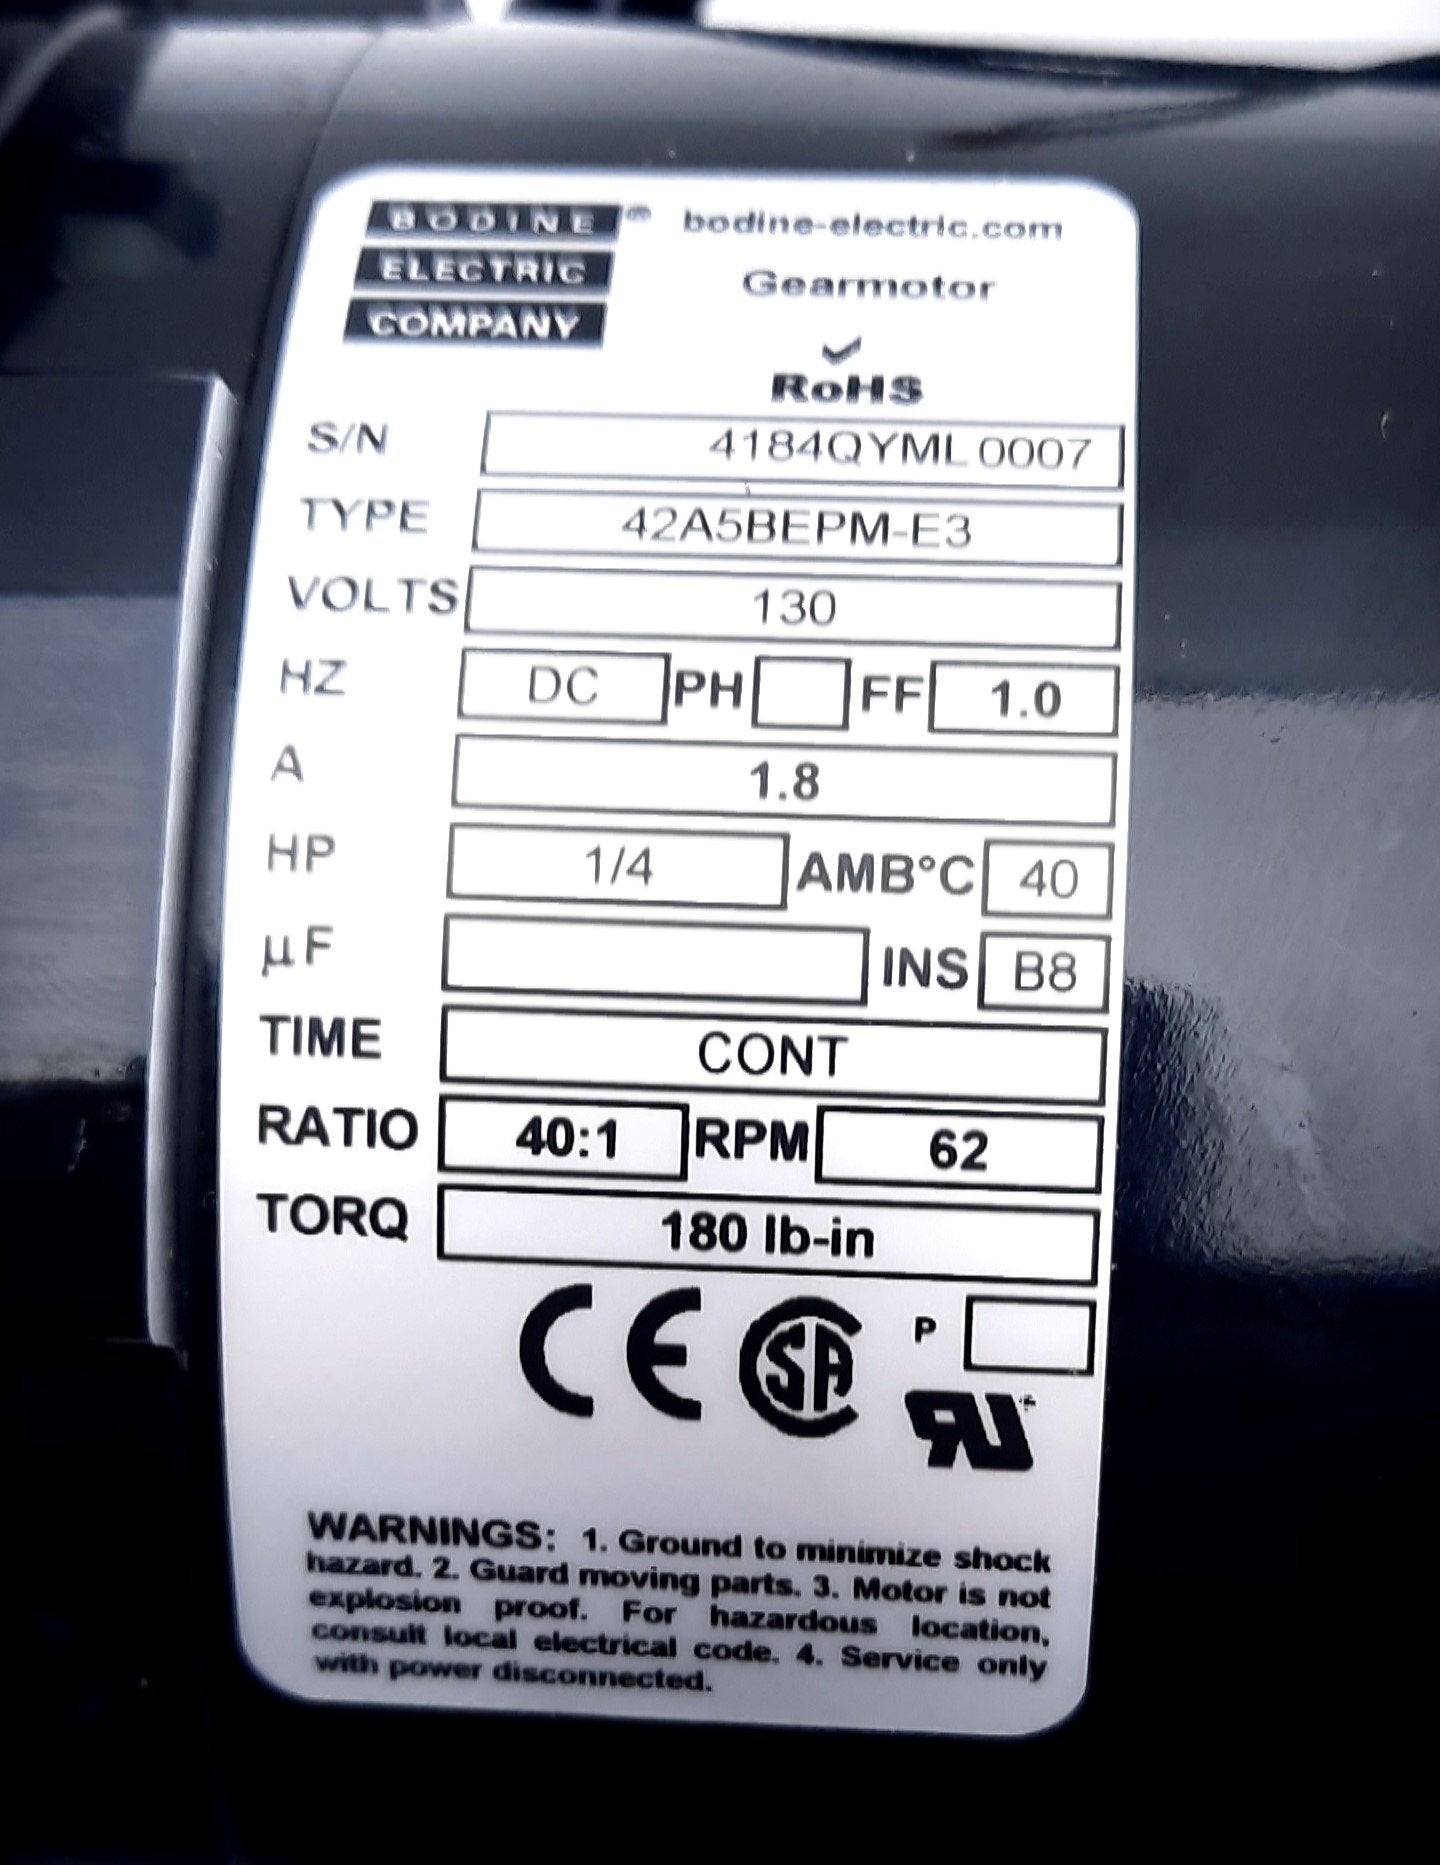 BODINE ® bodine-electric.com
ELECTRIC Gearmotor
COMPANY
RoHS
S/N 4184QYML0007
TYPE 42A5BEPM-E3
VOLTS 130
HZ DC PH FF 1.0
A 1.8
HP 1/4 AMB°C 40
µF INS B8
TIME CONT
RATIO 40:1 RPM 62
TORQ 180 lb-in
CE SA P
RU
WARNINGS: 1. Ground to minimize shock
hazard. 2. Guard moving parts. 3. Motor is not
explosion proof. For hazardous location,
consult local electrical code. 4. Service only
with power disconnected.